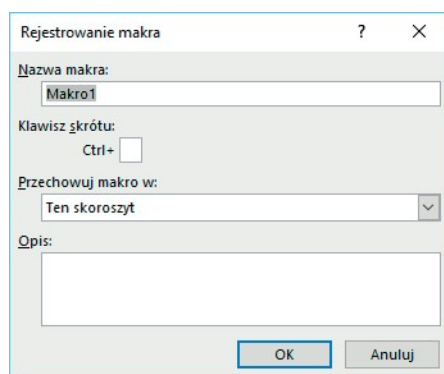 Rejestrowanie makra ? ×
Nazwa makra:
Makro1
Klawisz skrótu:
Ctrl+
Przechowuj makro w:
Ten skoroszyt
Opis:
OK Anuluj